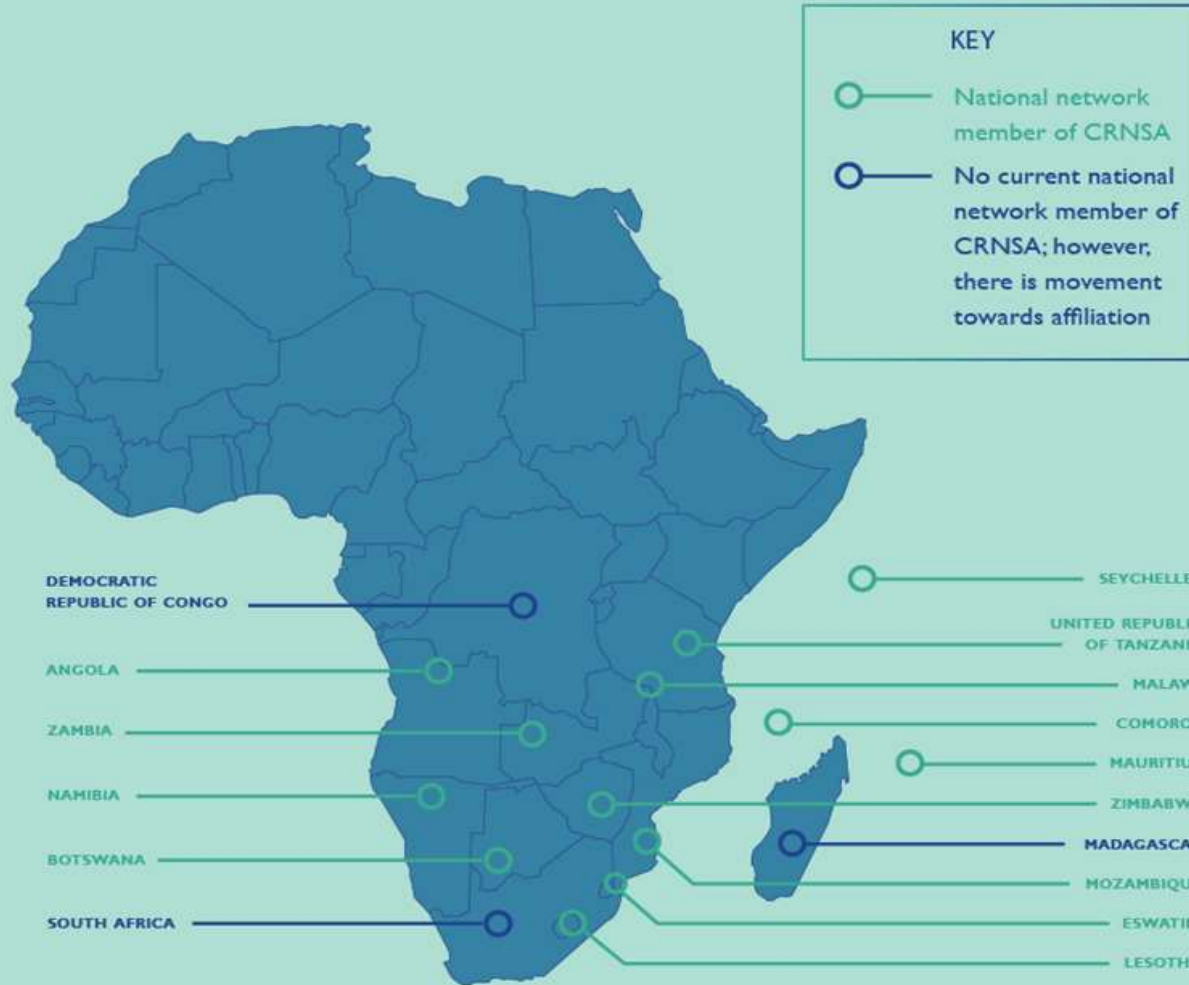 KEY
National network
member of CRNSA
No current national
network member of
CRNSA; however,
there is movement
towards affiliation
DEMOCRATIC
REPUBLIC OF CONGO
ANGOLA
ZAMBIA
NAMIBIA
BOTSWANA
SOUTH AFRICA
SEYCHELLE
UNITED REPUBLI
OF TANZANI
MALAW
COMORO
MAURITIU
ZIMBABW
MADAGASCA
MOZAMBIQU
ESWATI
LESOTH